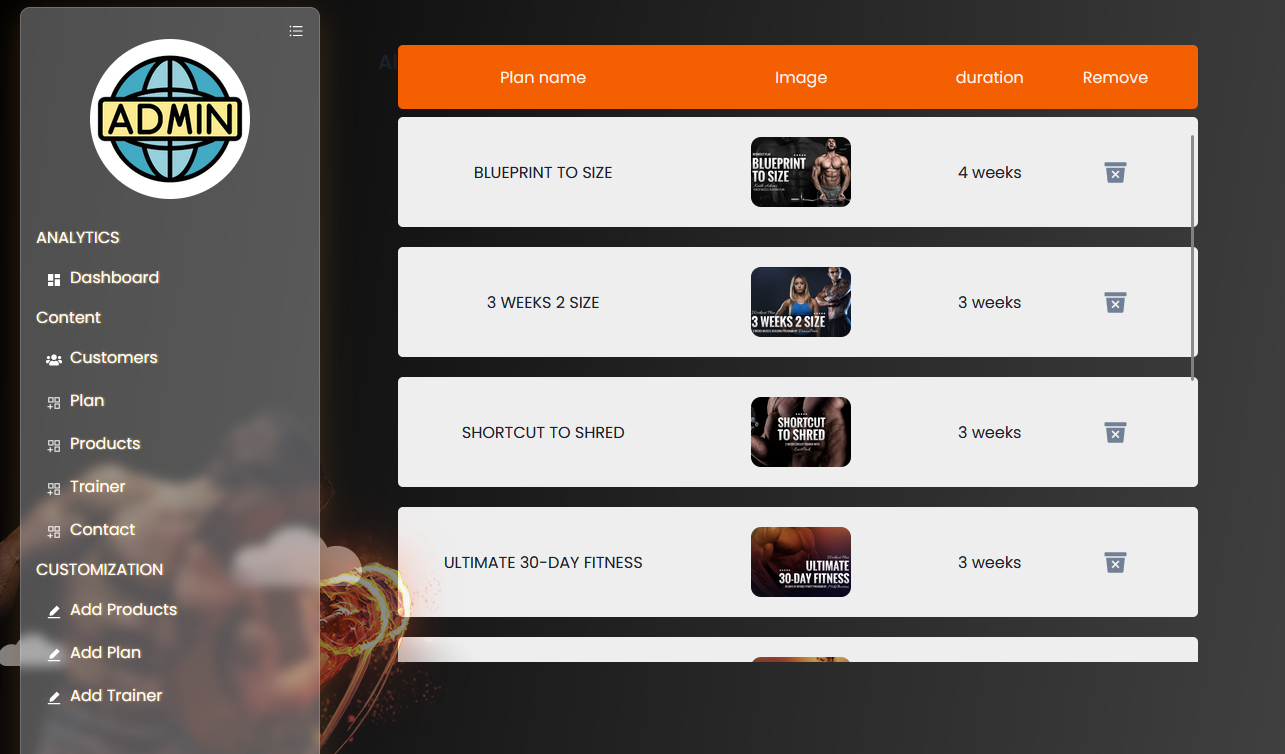 ADMIN
ANALYTICS
Dashboard
Content
Customers
Plan
Products
Trainer
Contact
CUSTOMIZATION
Add Products
Add Plan
Add Trainer
Al
Plan name Image duration Remove
BLUEPRINT TO SIZE
BLUEPRINT
TO SIZE
4 weeks
3 WEEKS 2 SIZE
3 WEEKS 2 SIZE
3 weeks
SHORTCUT TO SHRED
SHORTCUT
TO SHRED
3 weeks
ULTIMATE 30-DAY FITNESS
ULTIMATE
30-DAY FITNESS
3 weeks